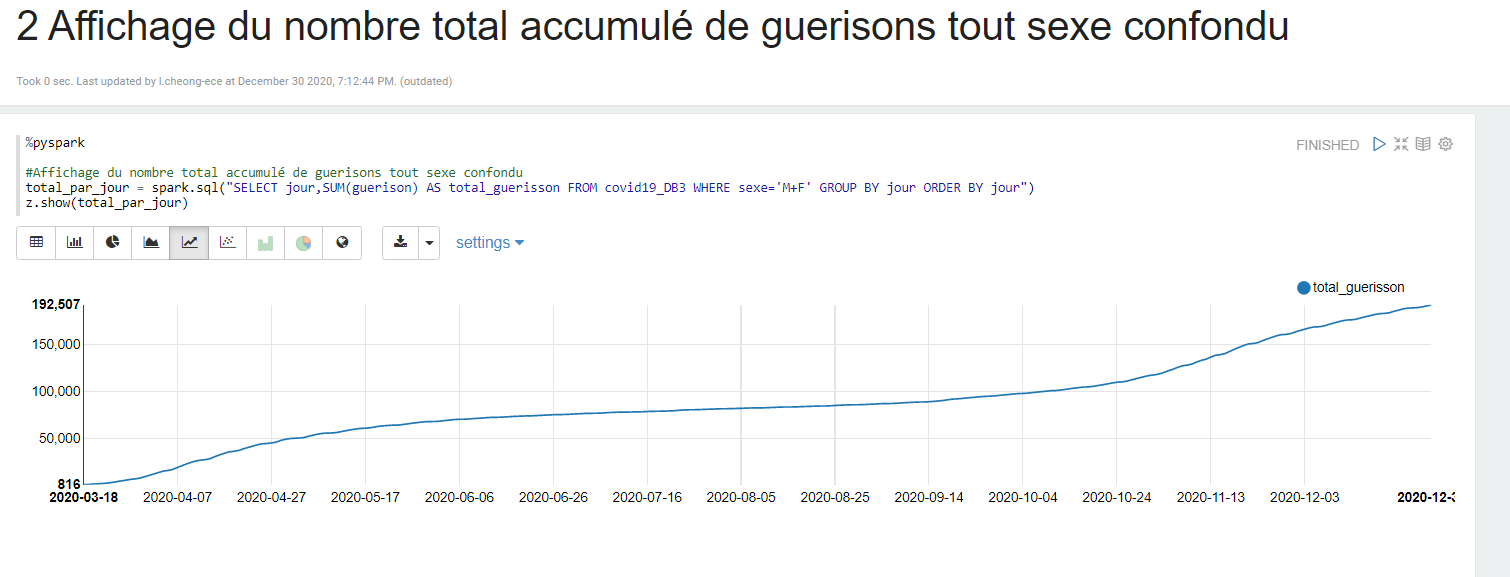 2 Affichage du nombre total accumulé de guerisons tout sexe confondu
Took 0 sec. Last updated by l.cheong-ece at December 30 2020, 7:12:44 PM. (outdated)
%pyspark
FINISHED
#Affichage du nombre total accumulé de guerisons tout sexe confondu
total_par_jour = spark.sql("SELECT jour,SUM(guerison) AS total_guerisson FROM covid19_DB3 WHERE sexe='M+F' GROUP BY jour ORDER BY jour")
z.show(total_par_jour)
settings
total_guerisson
192,507
150,000
100,000
50,000
816
2020-03-18 2020-04-07 2020-04-27 2020-05-17 2020-06-06 2020-06-26 2020-07-16 2020-08-05 2020-08-25 2020-09-14 2020-10-04 2020-10-24 2020-11-13 2020-12-03 2020-12-